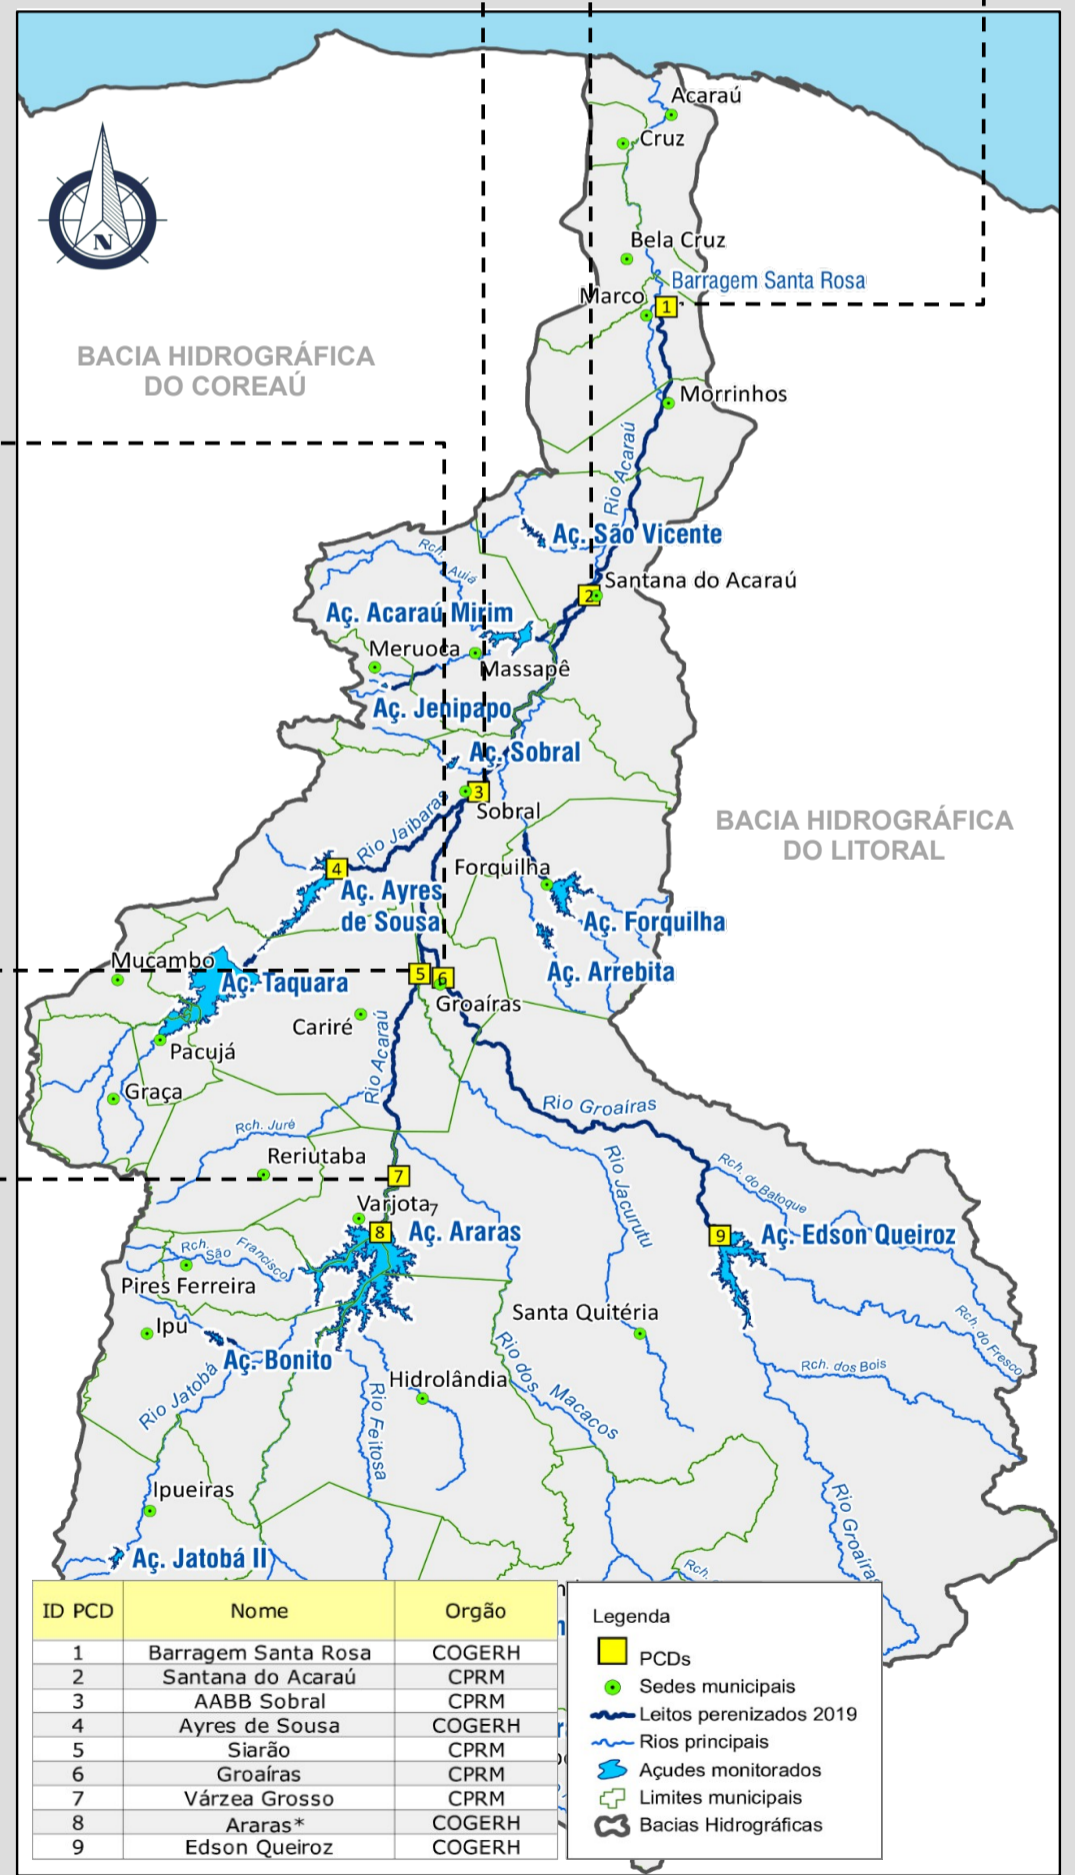 Acaraú
Cruz
Bela Cruz
Barragem Santa Rosa
Marco
1
N
BACIA HIDROGRÁFICA
DO COREAÚ
Morrinhos
Rio Acaraú
Aç. São Vicente
Rch. Auiá
Santana do Acaraú
2
Aç. Acaraú Mirim
Meruoca
Massapê
Aç. Jenipapo
Aç. Sobral
3
Sobral
Rio Jaibaras
BACIA HIDROGRÁFICA
DO LITORAL
4
Forquilha
Aç. Ayres
de Sousa
Aç. Forquilha
Mucambo
Aç. Taquara
5
6
Aç. Arrebita
Groaíras
Cariré
Pacujá
Rio Acaraú
Graça
Rio Groaíras
Rch. Juré
Reriutaba
Rio Jacurutu
Rch. do Batoque
7
Varjota
7
8
Aç. Araras
9
Aç. Edson Queiroz
Rch. São Francisco
Pires Ferreira
Santa Quitéria
Ipu
Aç. Bonito
Rch. do Fresco
Rio dos Macacos
Rch. dos Bois
Hidrolândia
Rio Jatobá
Rio Feitosa
Ipueiras
Rio Groaíras
Aç. Jatobá II
Rch.
ID PCD Nome Orgão
1 Barragem Santa Rosa COGERH
2 Santana do Acaraú CPRM
3 AABB Sobral CPRM
4 Ayres de Sousa COGERH
5 Siarão CPRM
6 Groaíras CPRM
7 Várzea Grosso CPRM
8 Araras* COGERH
9 Edson Queiroz COGERH
Legenda
PCDs
Sedes municipais
Leitos perenizados 2019
Rios principais
Açudes monitorados
Limites municipais
Bacias Hidrográficas